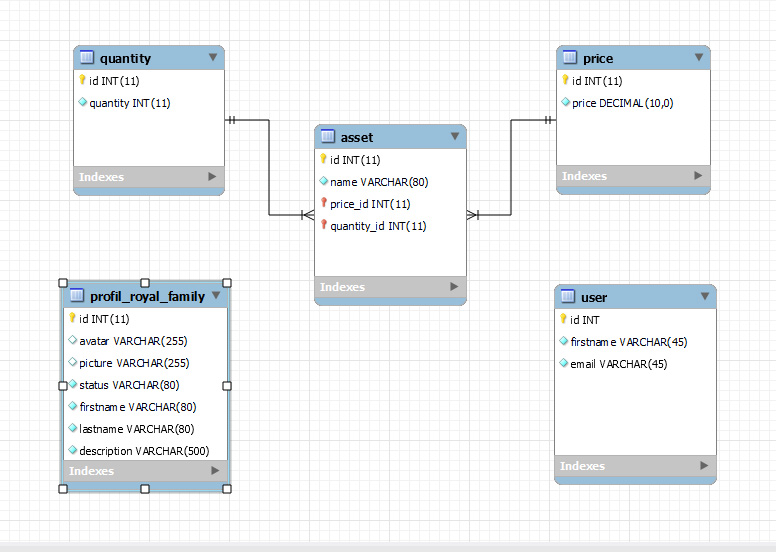 quantity
id INT(11)
quantity INT(11)
Indexes
price
id INT(11)
price DECIMAL(10,0)
Indexes
asset
id INT(11)
name VARCHAR(80)
price_id INT(11)
quantity_id INT(11)
Indexes
profil_royal_family
id INT(11)
avatar VARCHAR(255)
picture VARCHAR(255)
status VARCHAR(80)
firstname VARCHAR(80)
lastname VARCHAR(80)
description VARCHAR(500)
Indexes
user
id INT
firstname VARCHAR(45)
email VARCHAR(45)
Indexes